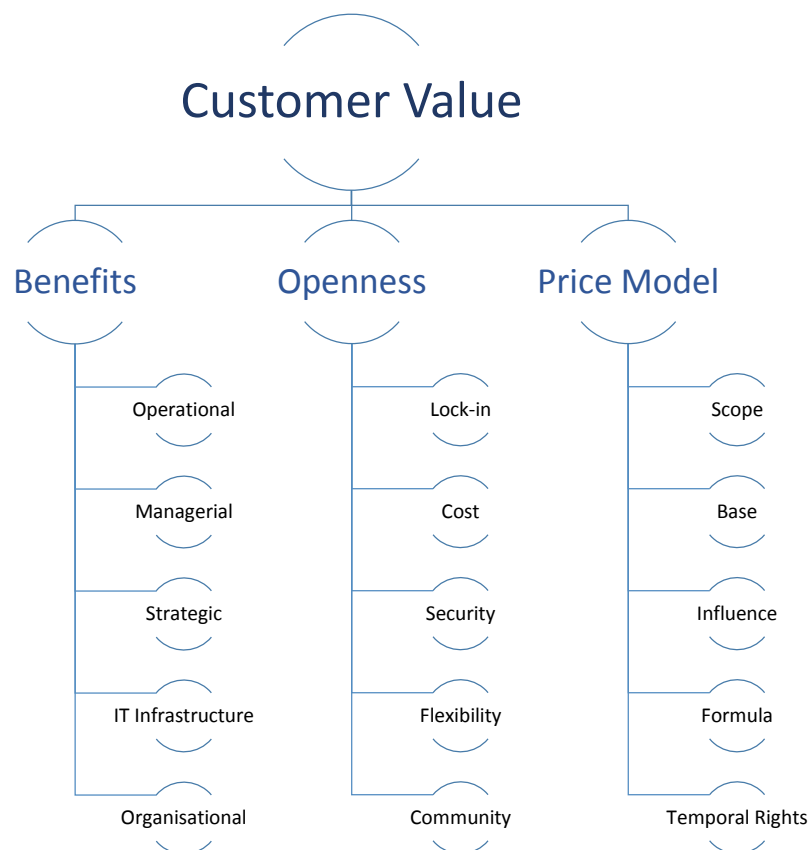 Customer Value
Benefits
Openness
Price Model
Operational
Managerial
Strategic
IT Infrastructure
Organisational
Lock-in
Cost
Security
Flexibility
Community
Scope
Base
Influence
Formula
Temporal Rights